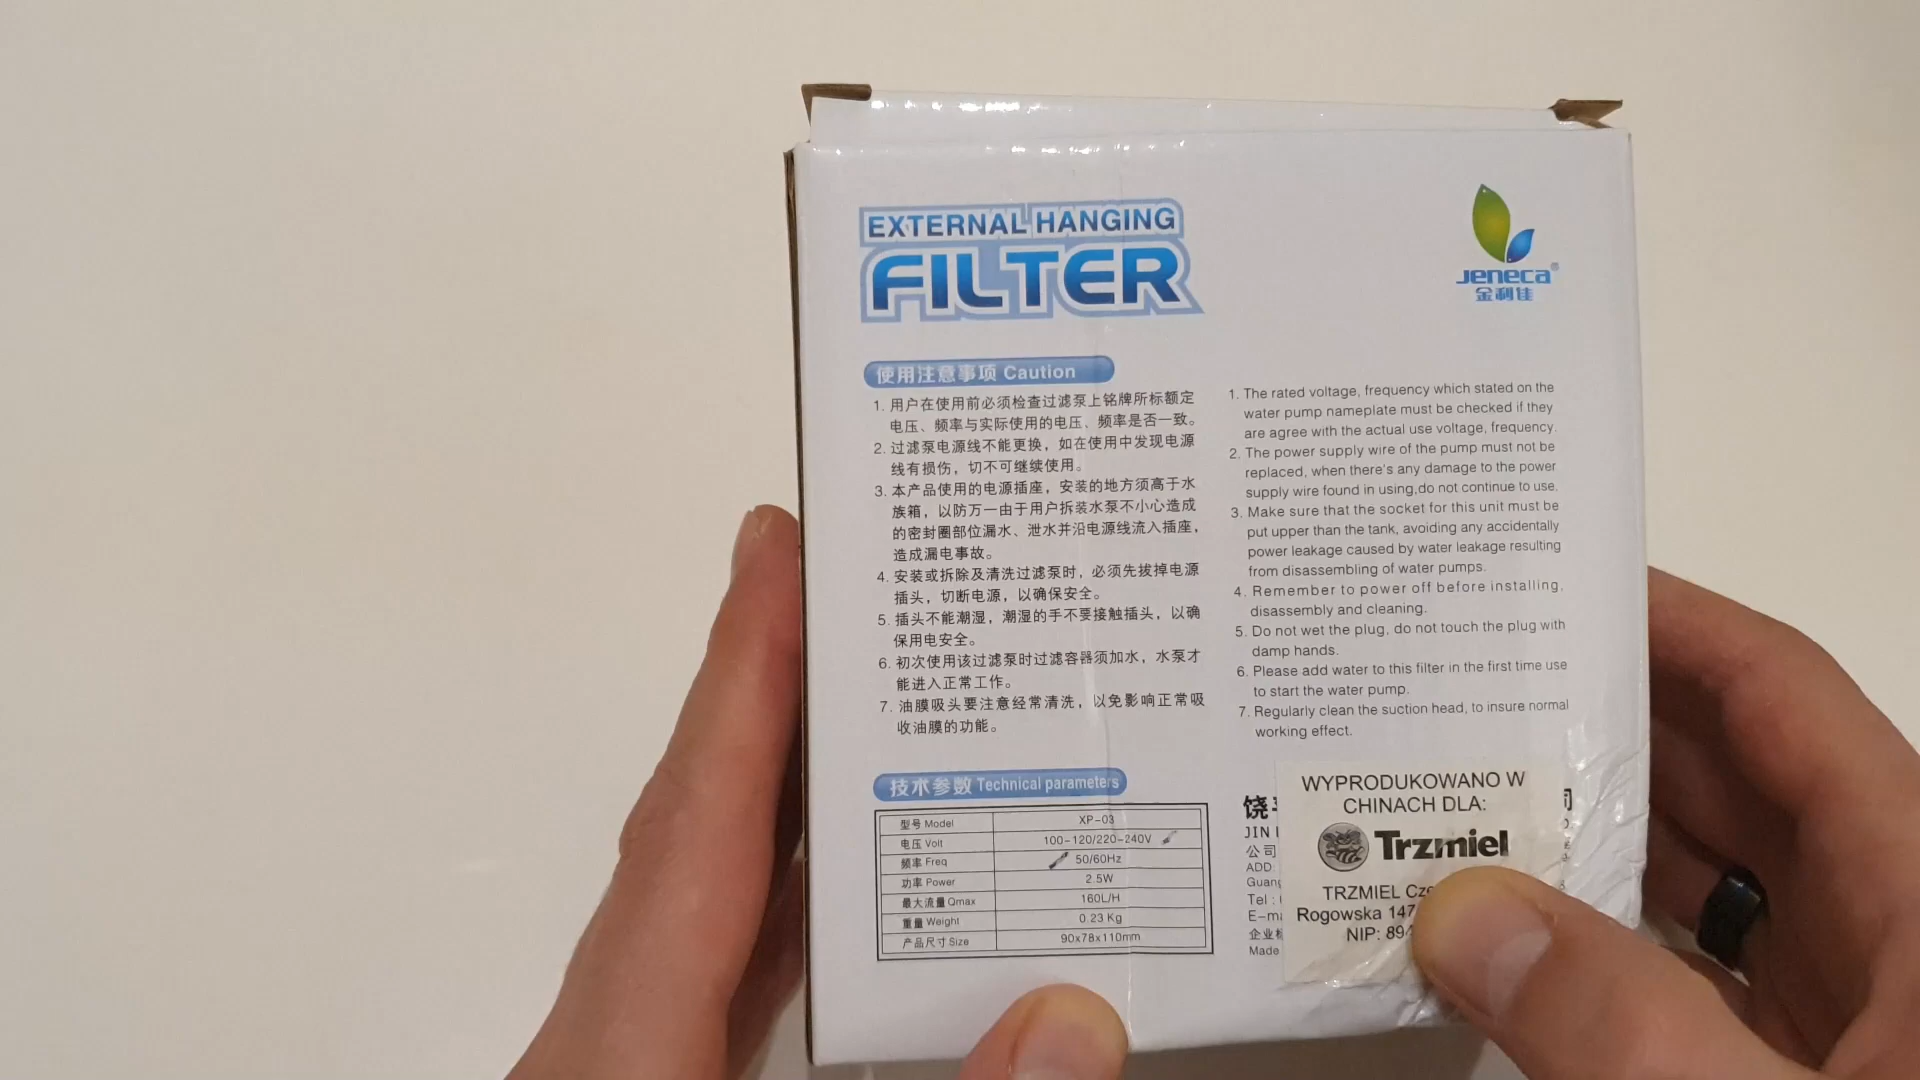 EXTERNAL HANGING
FILTER
jeneca®
金利佳
使用注意事项 Caution
1. 用户在使用前必须检查过滤泵上铭牌所标额定
电压、频率与实际使用的电压、频率是否一致。
2. 过滤泵电源线不能更换，如在使用中发现电源
线有损伤，切不可继续使用。
3. 本产品使用的电源插座，安装的地方须高于水
族箱，以防万一由于用户拆装水泵不小心造成
的密封圈部位漏水、泄水并沿电源线流入插座，
造成漏电事故。
4. 安装或拆除及清洗过滤泵时，必须先拔掉电源
插头，切断电源，以确保安全。
5. 插头不能潮湿，潮湿的手不要接触插头，以确
保用电安全。
6. 初次使用该过滤泵时过滤容器须加水，水泵才
能进入正常工作。
7. 油膜吸头要注意经常清洗，以免影响正常吸
收油膜的功能。
1. The rated voltage, frequency which stated on the
water pump nameplate must be checked if they
are agree with the actual use voltage, frequency.
2. The power supply wire of the pump must not be
replaced, when there's any damage to the power
supply wire found in using,do not continue to use.
3. Make sure that the socket for this unit must be
put upper than the tank, avoiding any accidentally
power leakage caused by water leakage resulting
from disassembling of water pumps.
4. Remember to power off before installing,
disassembly and cleaning.
5. Do not wet the plug, do not touch the plug with
damp hands.
6. Please add water to this filter in the first time use
to start the water pump.
7. Regularly clean the suction head, to insure normal
working effect.
技术参数 Technical parameters
型号 Model XP-03
电压 Volt 100-120/220-240V
频率 Freq 50/60Hz
功率 Power 2.5W
最大流量 Qmax 160L/H
重量 Weight 0.23 Kg
产品尺寸 Size 90x78x110mm
饶
JIN
公司
ADD:
Tel :
企业
Made
WYPRODUKOWANO W
CHINACH DLA:
Trzmiel
TRZMIEL
Rogowska 147
NIP: 894